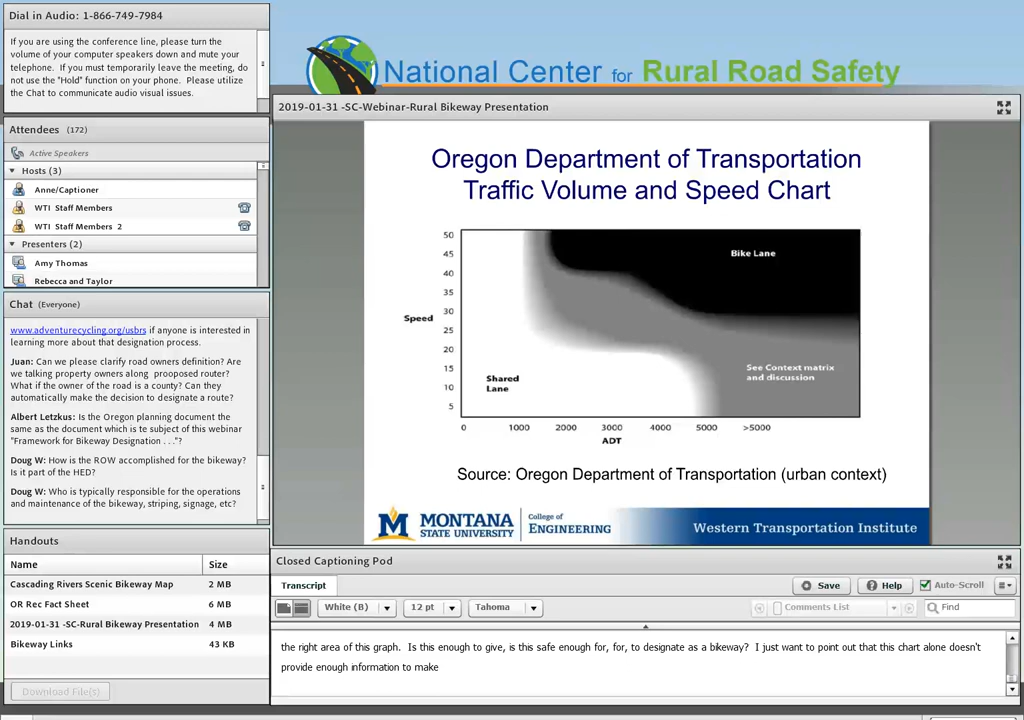 Dial in Audio: 1-866-749-7984
If you are using the conference line, please turn the
volume of your computer speakers down and mute your
telephone. If you must temporarily leave the meeting, do
not use the "Hold" function on your phone. Please utilize
the Chat to communicate audio visual issues.
Attendees (172)
Active Speakers
Hosts (3)
Anne/Captioner
WTI Staff Members
WTI Staff Members 2
Presenters (2)
Amy Thomas
Rebecca and Taylor
Chat (Everyone)
www.adventurecycling.org/usbrs if anyone is interested in
learning more about that designation process.
Juan: Can we please clarify road owners definition? Are
we talking property owners along proopsed router?
What if the owner of the road is a county? Can they
automatically make the decision to designate a route?
Albert Letzkus: Is the Oregon planning document the
same as the document which is te subject of this webinar
"Framework for Bikeway Designation . . ."?
Doug W: How is the ROW accomplished for the bikeway?
Is it part of the HED?
Doug W: Who is typically responsible for the operations
and maintenance of the bikeway, striping, signage, etc?
Handouts
Name Size
Cascading Rivers Scenic Bikeway Map 2 MB
OR Rec Fact Sheet 6 MB
2019-01-31 -SC-Rural Bikeway Presentation 4 MB
Bikeway Links 43 KB
Download File(s)
National Center for Rural Road Safety
2019-01-31 -SC-Webinar-Rural Bikeway Presentation
Oregon Department of Transportation
Traffic Volume and Speed Chart
50
45
40
35
30
25
20
15
10
5
Speed
Bike Lane
See Context matrix
and discussion
Shared
Lane
0 1000 2000 3000 4000 5000 >5000
ADT
Source: Oregon Department of Transportation (urban context)
M MONTANA
STATE UNIVERSITY
College of
ENGINEERING
Western Transportation Institute
Closed Captioning Pod
Transcript
Save
Help
Auto-Scroll
White (B)
12 pt
Tahoma
Comments List
Find
the right area of this graph. Is this enough to give, is this safe enough for, for, to designate as a bikeway? I just want to point out that this chart alone doesn't
provide enough information to make